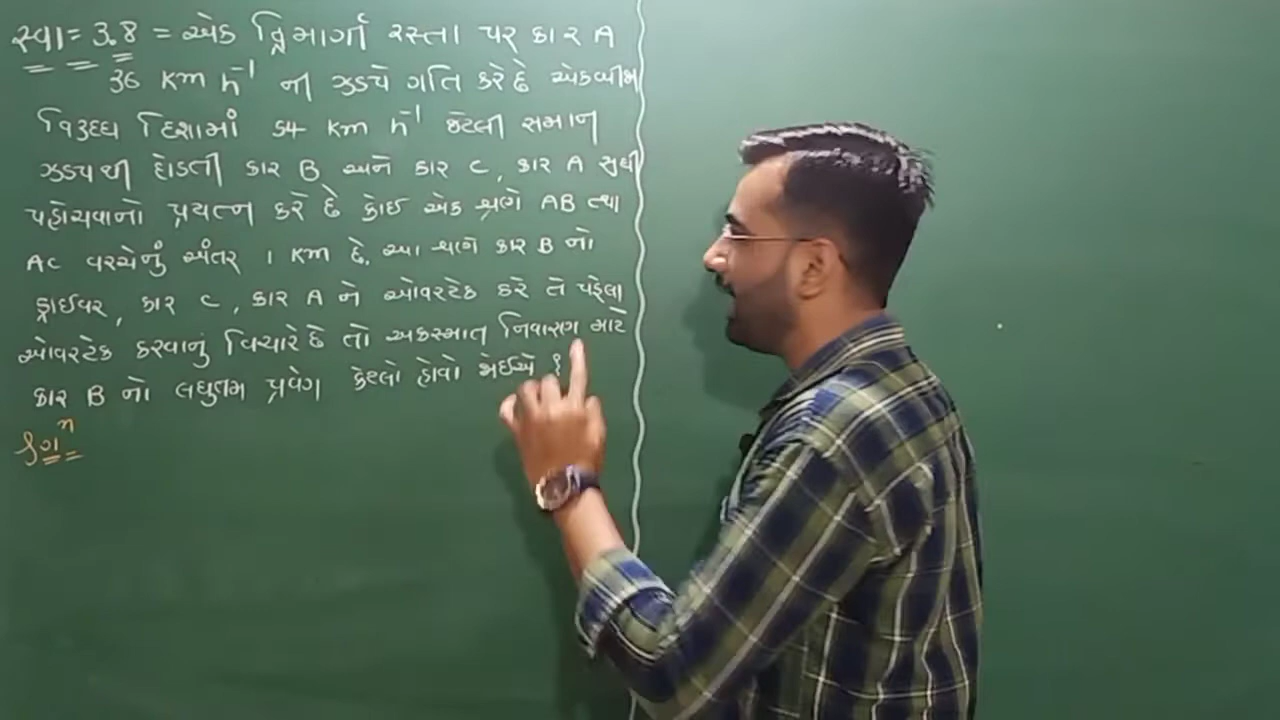 સ્વા = 3.8 = એક દ્વિમાર્ગી રસ્તા પર કાર A
36 km h⁻¹ ની ઝડપે ગતિ કરે છે એકબીજા
વિરુદ્ધ દિશામાં 54 km h⁻¹ જેટલી સમાન
ઝડપથી દોડતી કાર B અને કાર C, કાર A સુધી
પહોચવાનો પ્રયત્ન કરે છે કોઈ એક ક્ષણે AB તથા
AC વચ્ચેનું અંતર 1 km છે. આ ક્ષણે કાર B નો
ડ્રાઈવર, કાર C, કાર A ને ઓવરટેક કરે તે પહેલા
ઓવરટેક કરવાનું વિચારે છે તો અકસ્માત નિવારણ માટે
કાર B નો લઘુત્તમ પ્રવેગ કેટલો હોવો જોઈએ ?